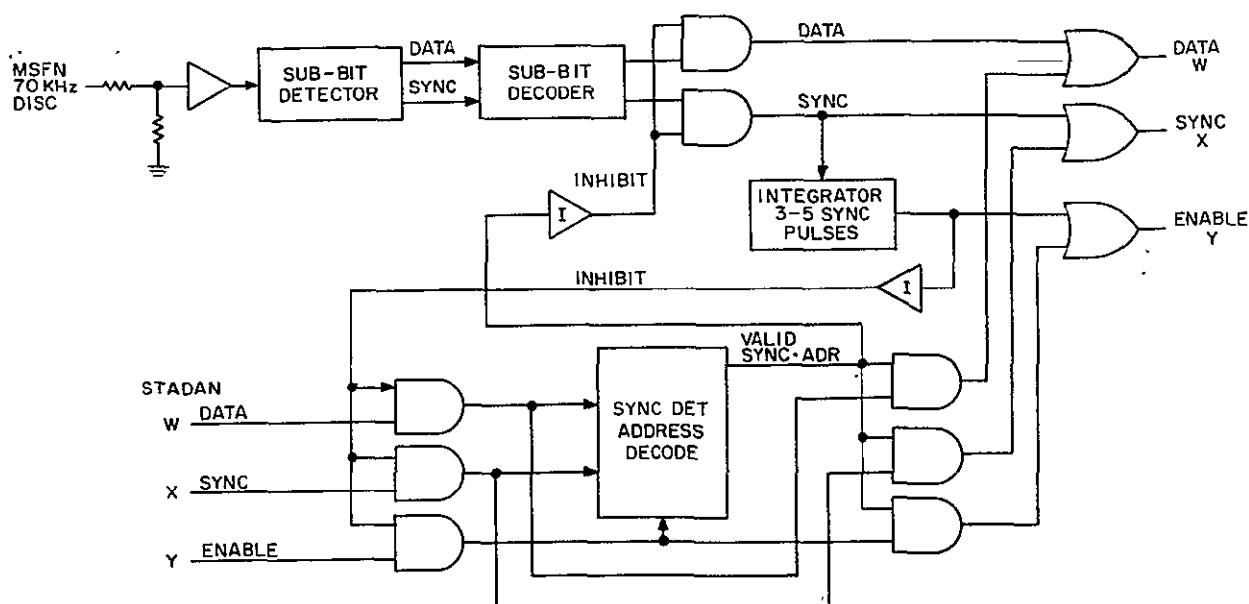 MSFN
70 KHz
DISC
SUB-BIT
DETECTOR
DATA
SYNC
SUB-BIT
DECODER
DATA
SYNC
DATA
W
SYNC
X
INHIBIT
I
INTEGRATOR
3-5 SYNC
PULSES
ENABLE
Y
INHIBIT
I
VALID
SYNC·ADR
STADAN
W DATA
X SYNC
Y ENABLE
SYNC DET
ADDRESS
DECODE